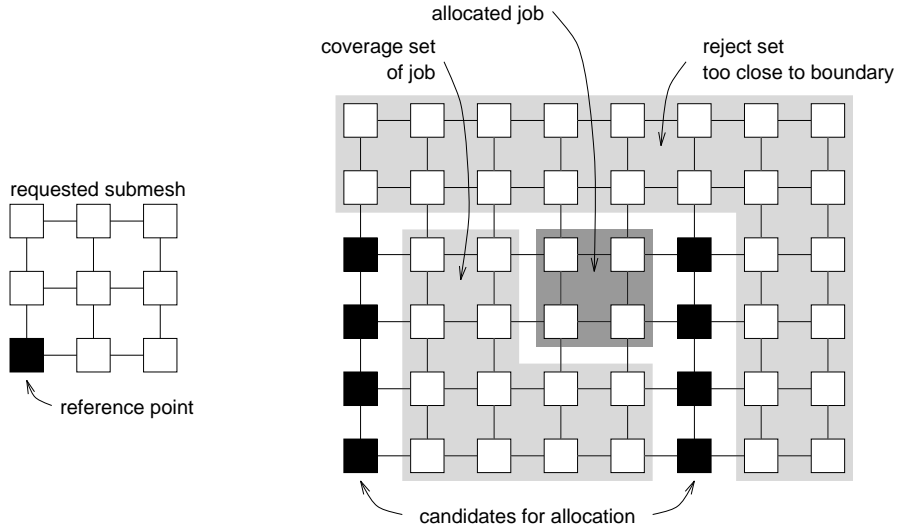 allocated job
coverage set
of job
reject set
too close to boundary
requested submesh
reference point
candidates for allocation